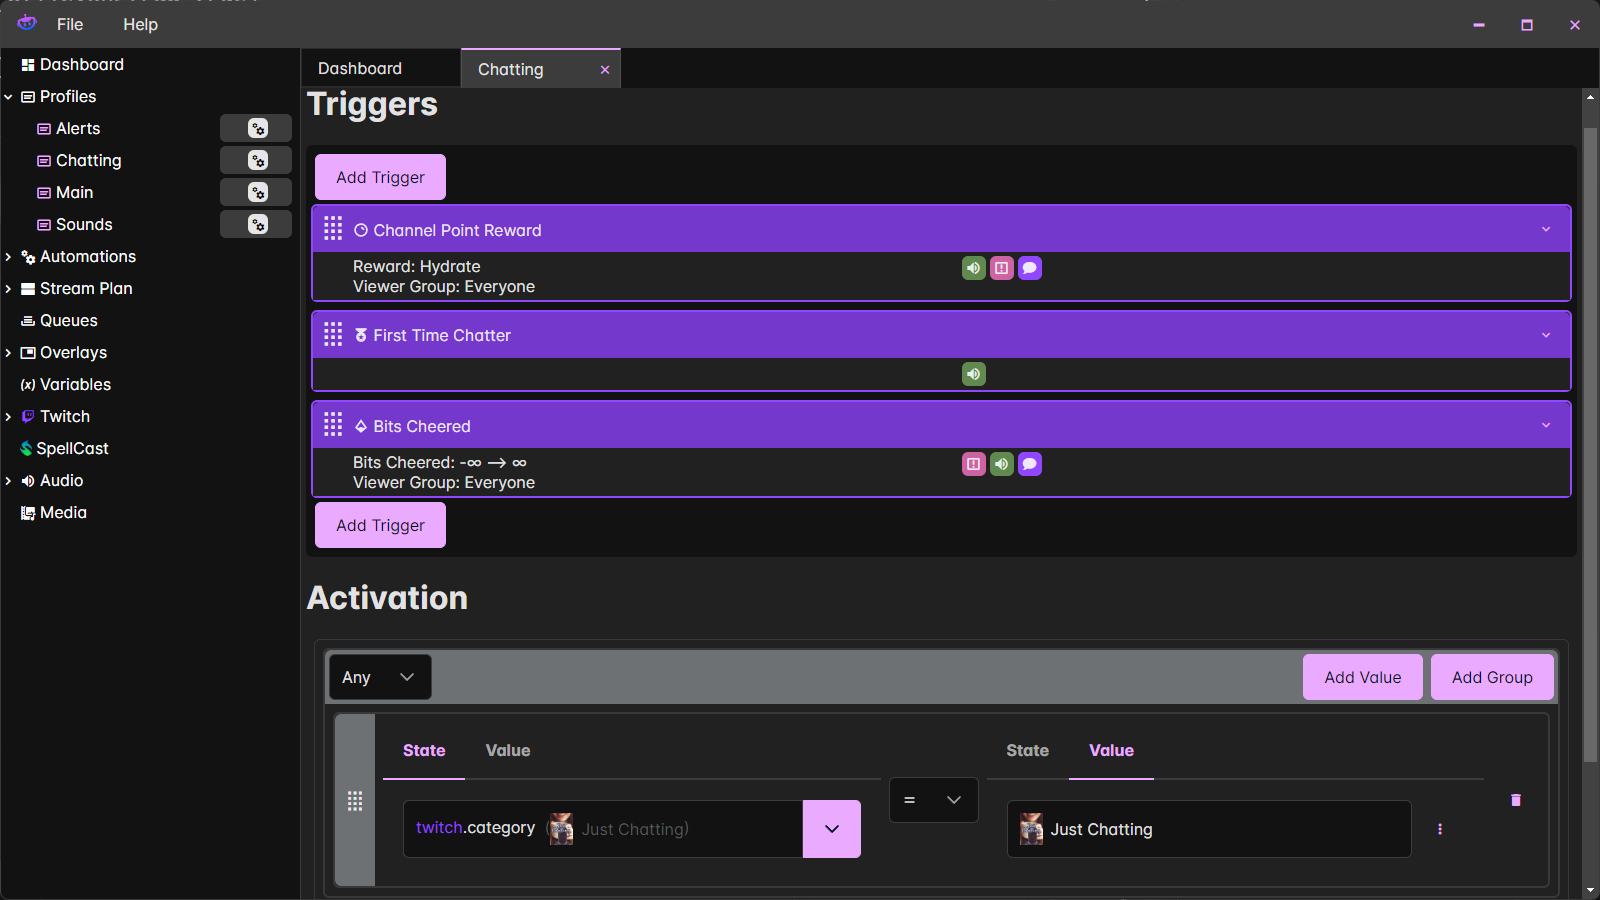 File Help
Dashboard
Profiles
Alerts
Chatting
Main
Sounds
Automations
Stream Plan
Queues
Overlays
(x) Variables
Twitch
SpellCast
Audio
Media
Dashboard Chatting
Triggers
Add Trigger
Channel Point Reward
Reward: Hydrate
Viewer Group: Everyone
First Time Chatter
Bits Cheered
Bits Cheered: -∞ → ∞
Viewer Group: Everyone
Add Trigger
Activation
Any Add Value Add Group
State Value State Value
twitch.category (Just Chatting) = Just Chatting